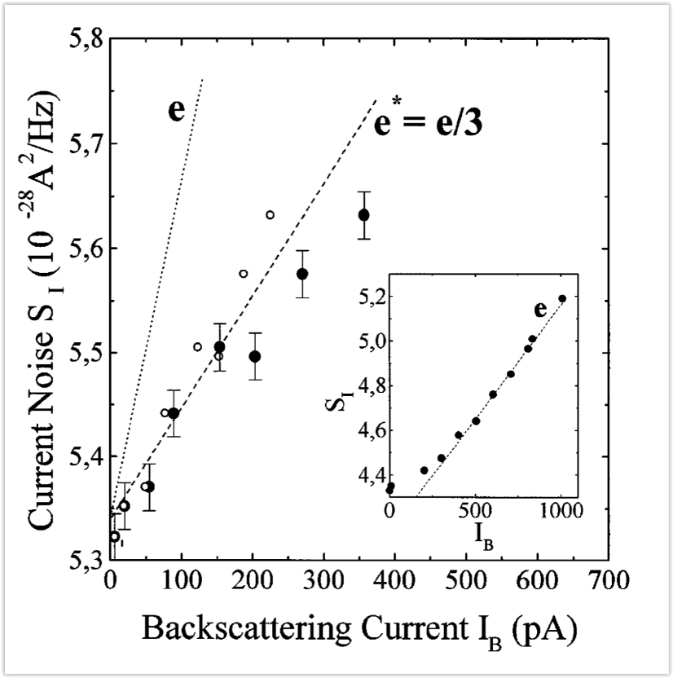 5,8
5,7
5,6
5,5
5,4
5,3
Current Noise S_I (10^-28 A^2/Hz)
e
e* = e/3
0 100 200 300 400 500 600 700
Backscattering Current I_B (pA)
5,2
5,0
4,8
4,6
4,4
S_I
e
0 500 1000
I_B